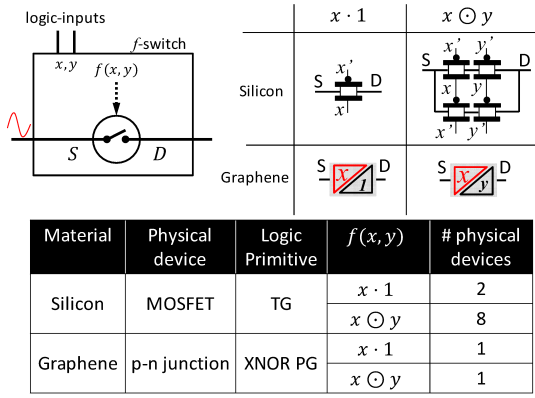 logic-inputs
f-switch
x, y
f(x, y)
S D
x · 1 x ⊙ y
Silicon
x'
S D
x
x' y'
S D
x y
x' y'
Graphene
S D
x 1
S D
x y
Material Physical device Logic Primitive f(x, y) # physical devices
Silicon MOSFET TG x · 1 2
x ⊙ y 8
Graphene p-n junction XNOR PG x · 1 1
x ⊙ y 1